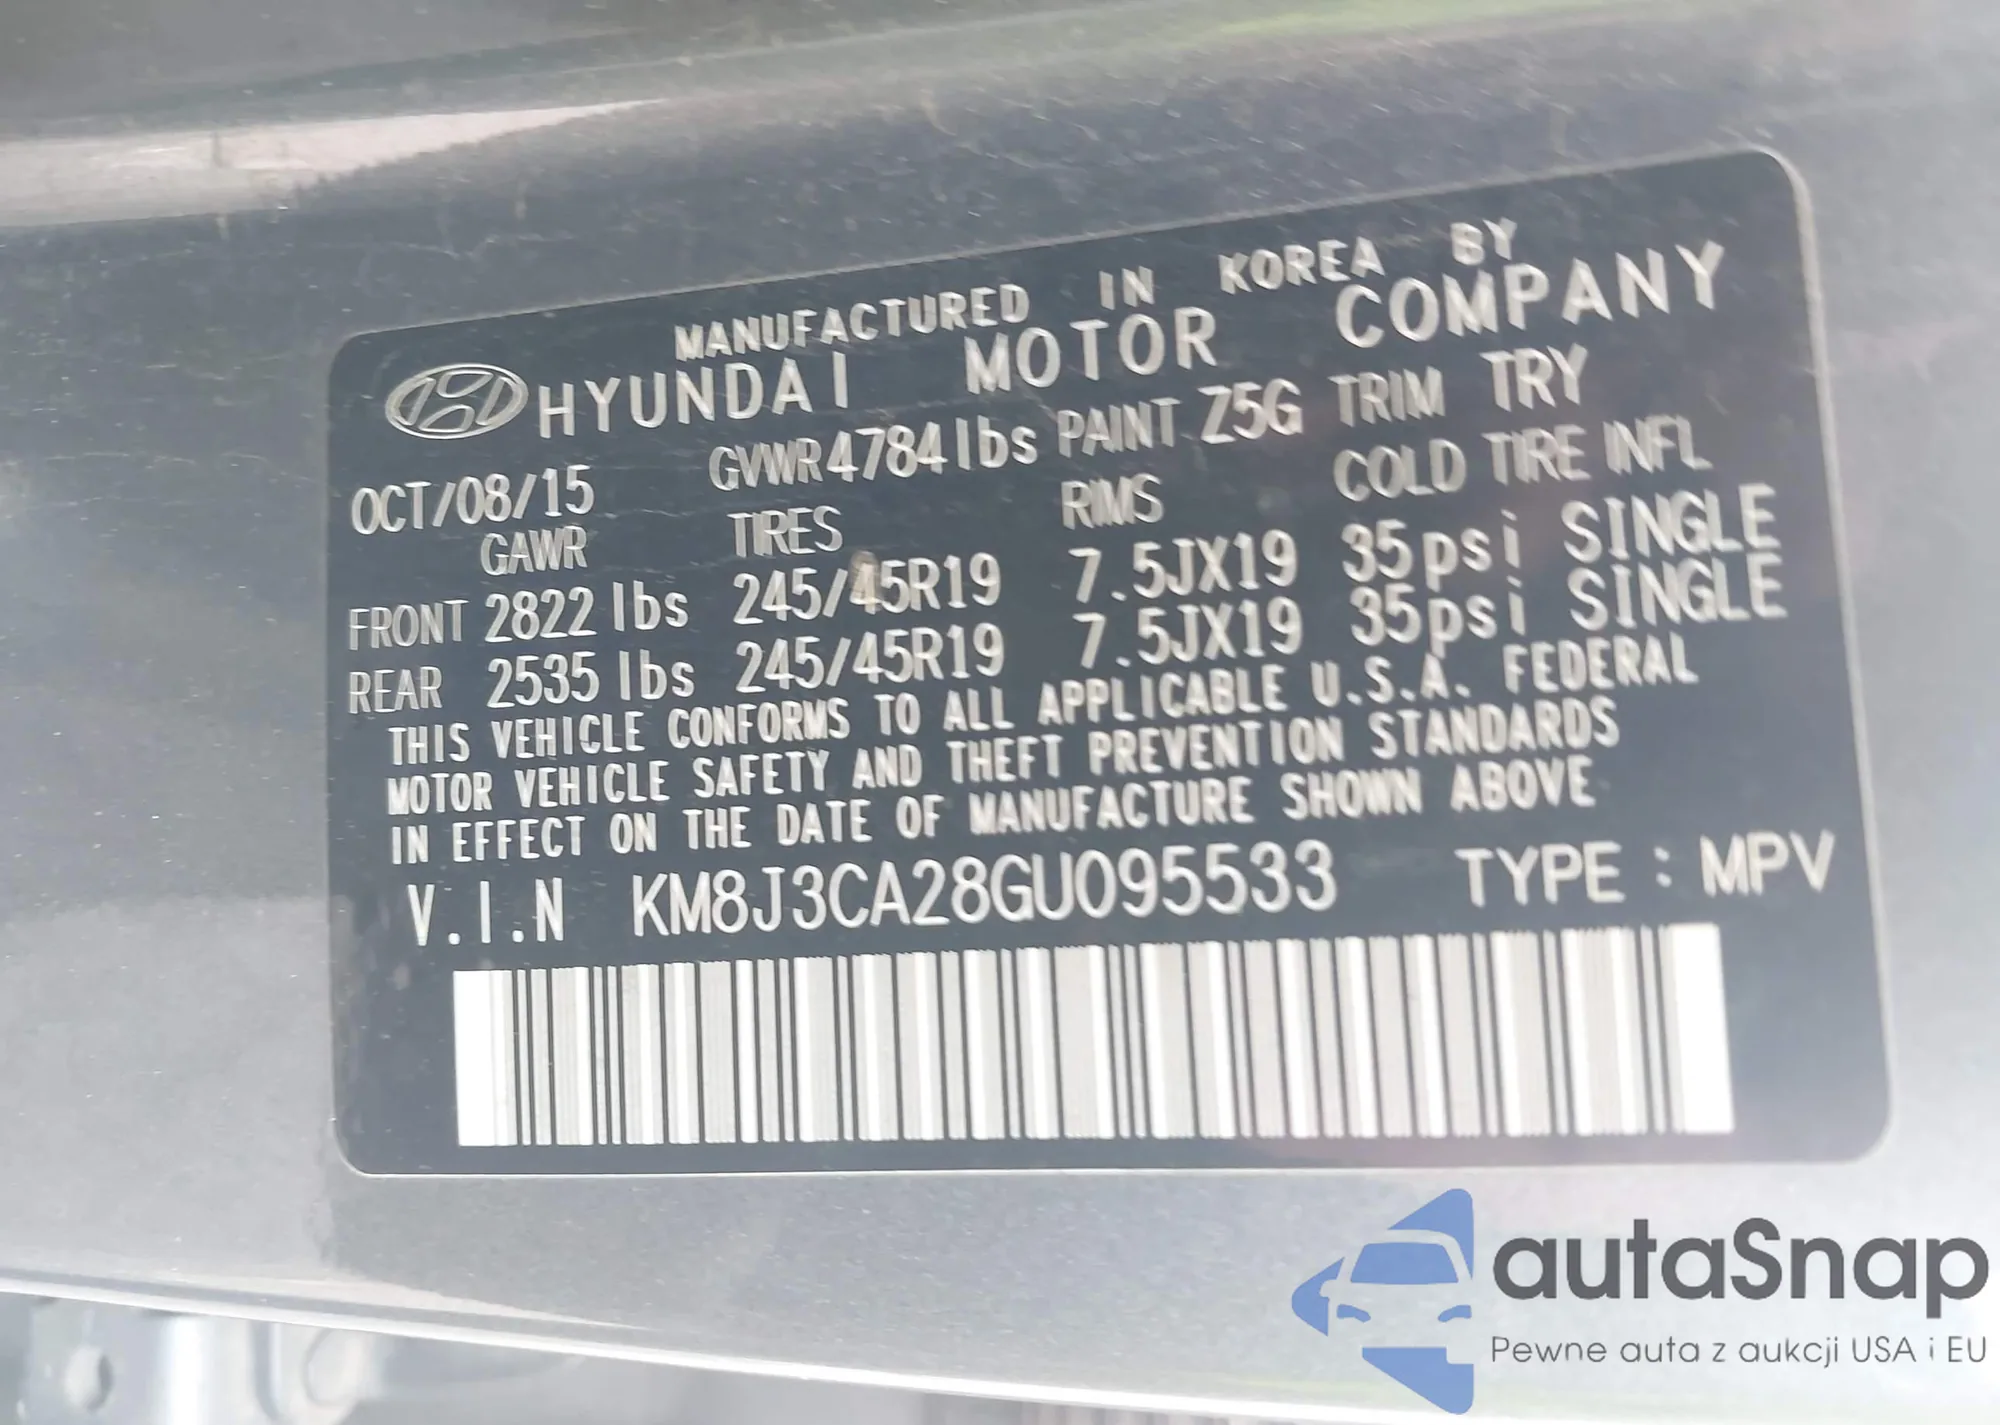 MANUFACTURED IN KOREA BY
HYUNDAI MOTOR COMPANY
OCT/08/15 GVWR 4784 lbs PAINT Z5G TRIM TRY
GAWR TIRES RIMS COLD TIRE INFL
FRONT 2822 lbs 245/45R19 7.5JX19 35psi SINGLE
REAR 2535 lbs 245/45R19 7.5JX19 35psi SINGLE
THIS VEHICLE CONFORMS TO ALL APPLICABLE U.S.A. FEDERAL
MOTOR VEHICLE SAFETY AND THEFT PREVENTION STANDARDS
IN EFFECT ON THE DATE OF MANUFACTURE SHOWN ABOVE
V.I.N KM8J3CA28GU095533 TYPE : MPV
autaSnap
Pewne auta z aukcji USA i EU